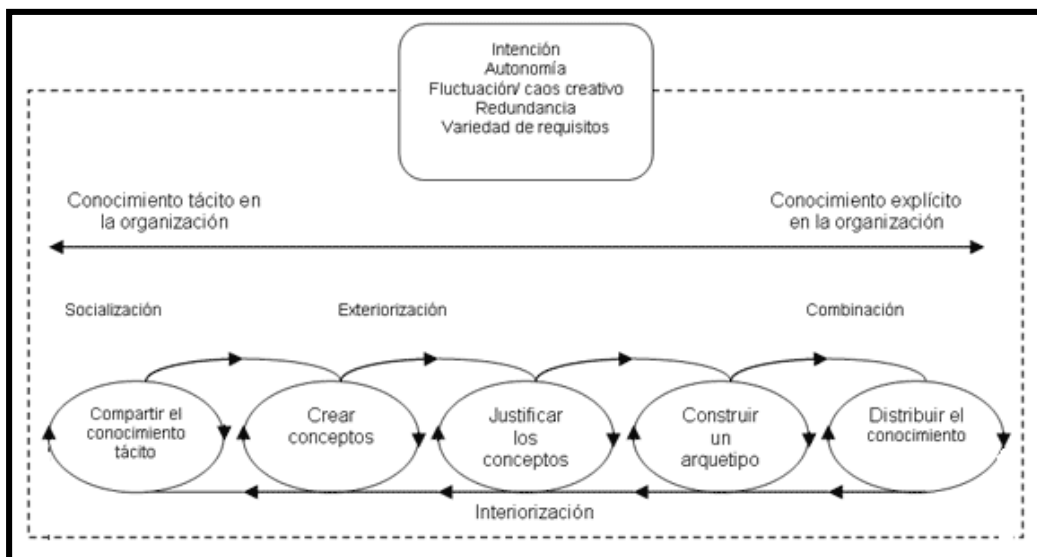 Intención
Autonomía
Fluctuación/ caos creativo
Redundancia
Variedad de requisitos
Conocimiento tácito en
la organización
Conocimiento explícito
en la organización
Socialización
Exteriorización
Combinación
Compartir el
conocimiento
tácito
Crear
conceptos
Justificar
los
conceptos
Construir
un
arquetipo
Distribuir el
conocimiento
Interiorización